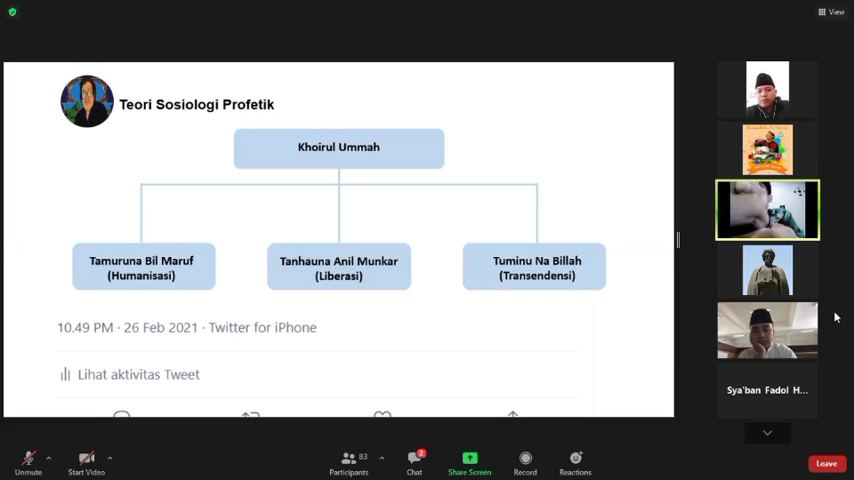 View
Teori Sosiologi Profetik
Khoirul Ummah
Tamuruna Bil Maruf
(Humanisasi)
Tanhauna Anil Munkar
(Liberasi)
Tuminu Na Billah
(Transendensi)
10.49 PM · 26 Feb 2021 · Twitter for iPhone
Lihat aktivitas Tweet
Sya'ban Fadol H...
Unmute
Start Video
83
Participants
2
Chat
Share Screen
Record
Reactions
Leave